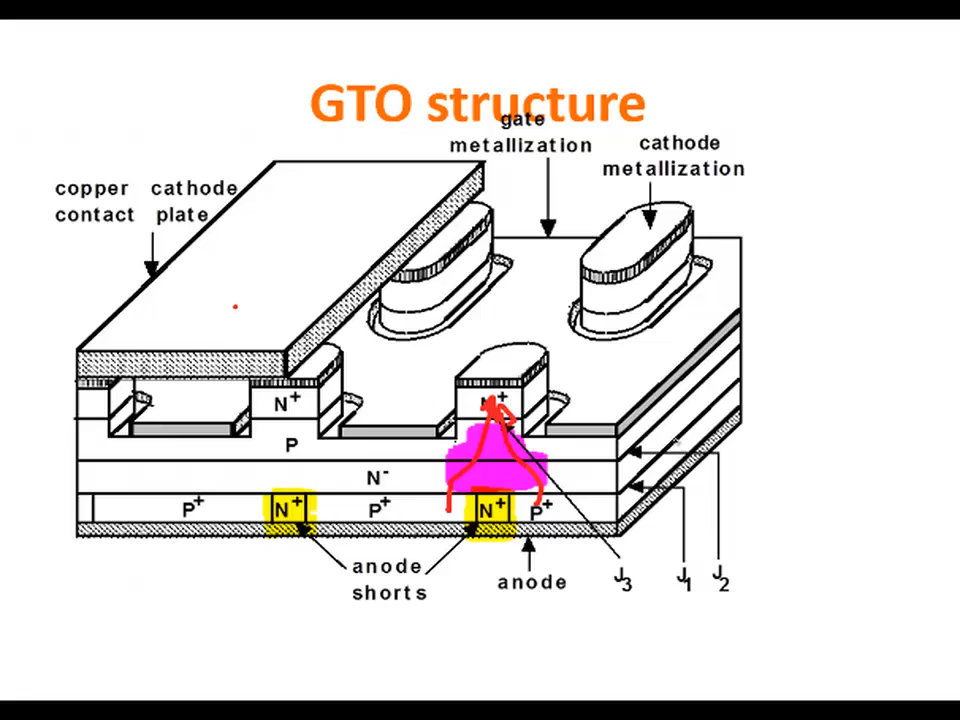 GTO structure
gate
metallization
cathode
metallization
copper cathode
contact plate
N+
N+
P
N-
P+
N+
P+
N+
P+
anode
shorts
anode
J3
J1
J2